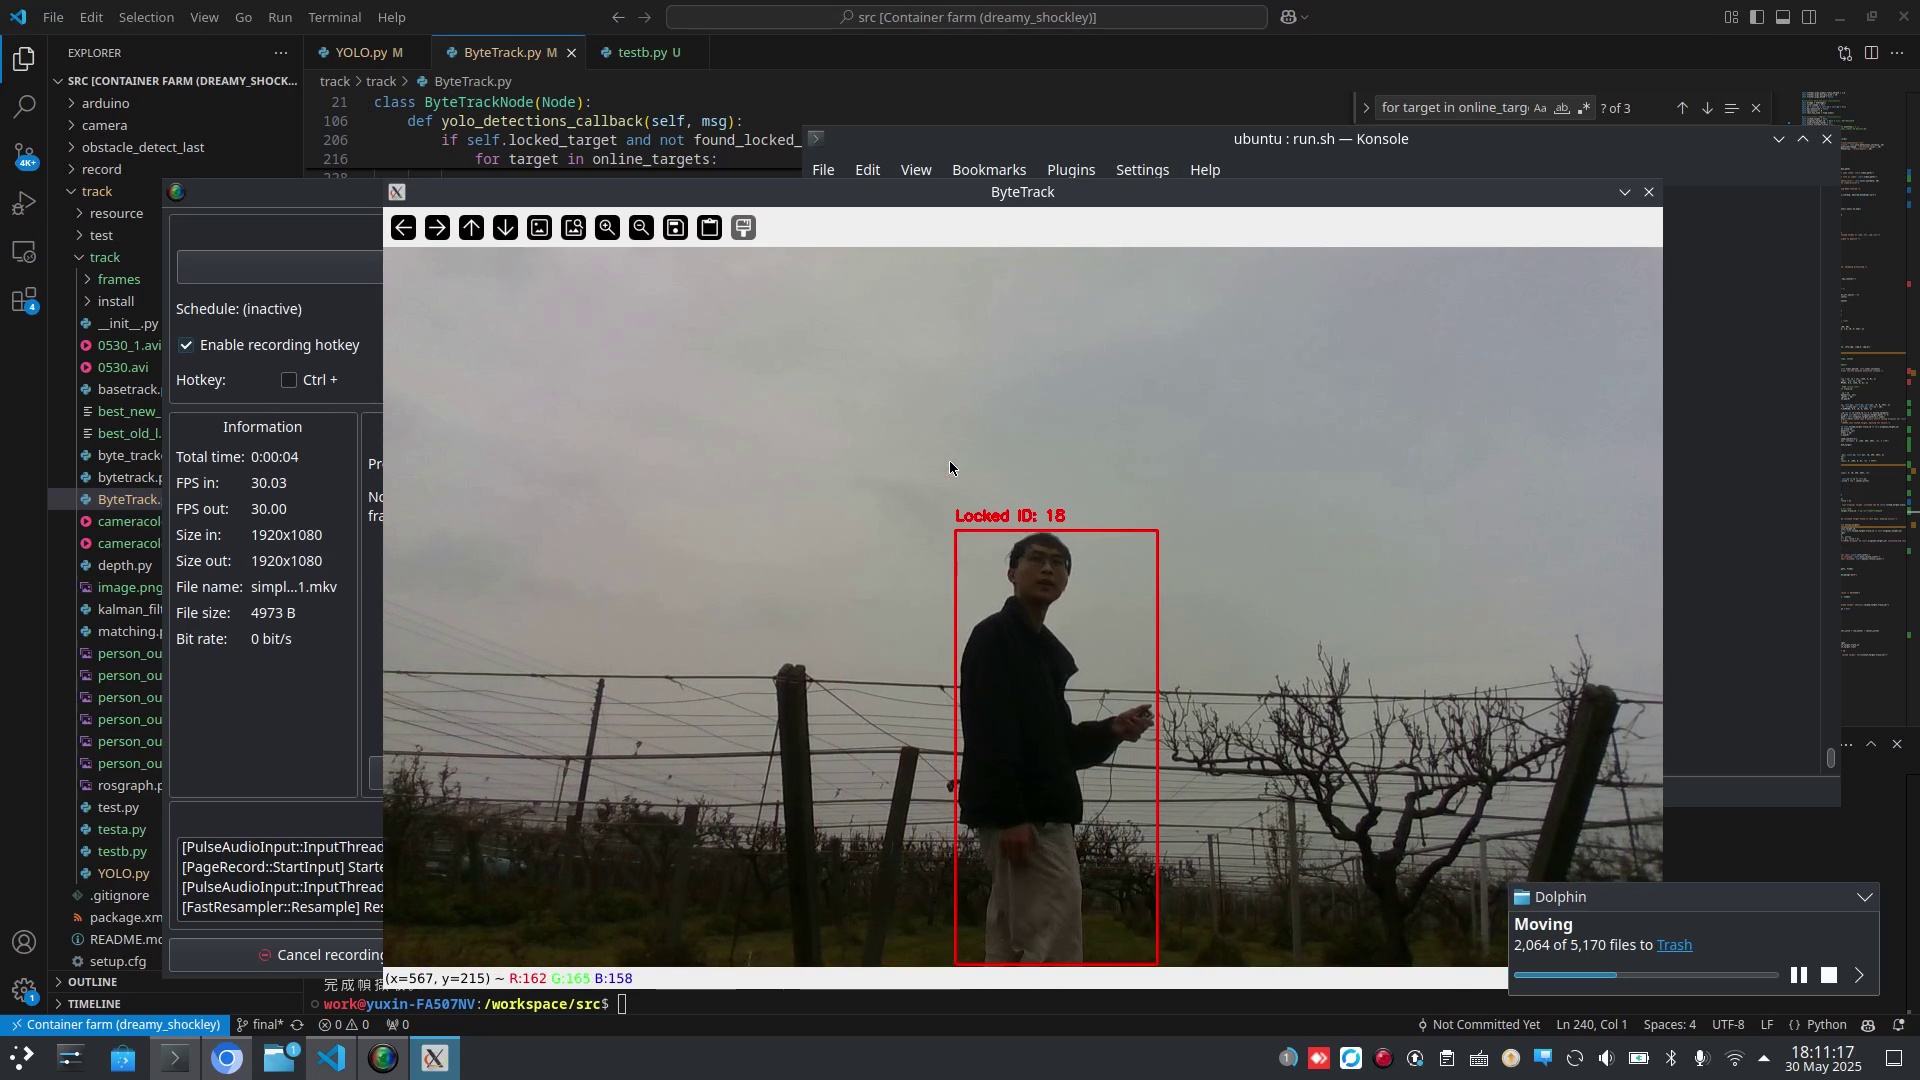 File Edit Selection View Go Run Terminal Help
src [Container farm (dreamy_shockley)]
EXPLORER
SRC [CONTAINER FARM (DREAMY_SHOCK...
arduino
camera
obstacle_detect_last
record
track
resource
test
track
frames
install
__init__.py
0530_1.avi
0530.avi
basetrack.
best_new_
best_old_l.
byte_track
bytetrack.p
ByteTrack.
cameracol
cameracol
depth.py
image.png
kalman_filt
matching.p
person_ou
person_ou
person_ou
person_ou
person_ou
person_ou
rosgraph.p
test.py
testa.py
testb.py
YOLO.py
.gitignore
package.xm
README.md
setup.cfg
OUTLINE
TIMELINE
4K+
4
1
YOLO.py M
ByteTrack.py M
testb.py U
track > track > ByteTrack.py
21 class ByteTrackNode(Node):
106 def yolo_detections_callback(self, msg):
206 if self.locked_target and not found_locked_
216 for target in online_targets:
for target in online_targ Aa ab ? of 3
ubuntu : run.sh — Konsole
File Edit View Bookmarks Plugins Settings Help
Schedule: (inactive)
Enable recording hotkey
Hotkey: Ctrl +
Information
Total time: 0:00:04
FPS in: 30.03
FPS out: 30.00
Size in: 1920x1080
Size out: 1920x1080
File name: simpl...1.mkv
File size: 4973 B
Bit rate: 0 bit/s
Pr
No
fra
[PulseAudioInput::InputThread
[PageRecord::StartInput] Starte
[PulseAudioInput::InputThread
[FastResampler::Resample] Res
Cancel recording
ByteTrack
Locked ID: 18
(x=567, y=215) ~ R:162 G:165 B:158
Dolphin
Moving
2,064 of 5,170 files to Trash
work@yuxin-FA507NV:/workspace/src$
Container farm (dreamy_shockley) final* 0 0 0
Not Committed Yet Ln 240, Col 1 Spaces: 4 UTF-8 LF Python
1
1
18:11:17
30 May 2025